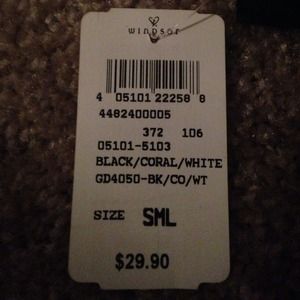 WINDSOR
4 05101 22258 8
4482400005
372 106
05101-5103
BLACK/CORAL/WHITE
GD4050-BK/CO/WT
SIZE SML
$29.90